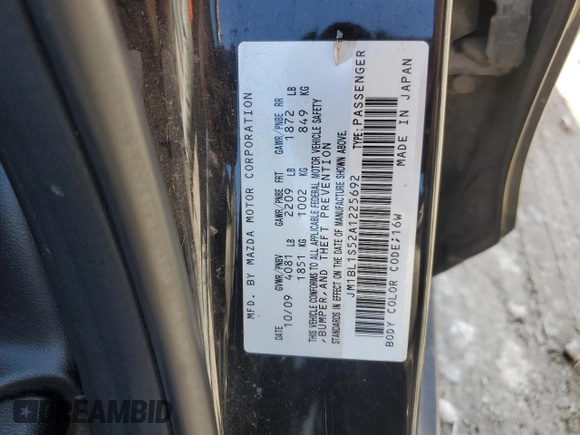 MFD. BY MAZDA MOTOR CORPORATION
DATE GVWR/PNBV GAWR/PNBE FRT GAWR/PNBE RR
10/09 4081 LB 2209 LB 1872 LB
1851 KG 1002 KG 849 KG
THIS VEHICLE CONFORMS TO ALL APPLICABLE FEDERAL MOTOR VEHICLE SAFETY
,BUMPER,AND THEFT PREVENTION
STANDARDS IN EFFECT ON THE DATE OF MANUFACTURE SHOWN ABOVE.
JM1BL1S52A1225692 TYPE:PASSENGER
BODY COLOR CODE;16W MADE IN JAPAN
DREAMBID